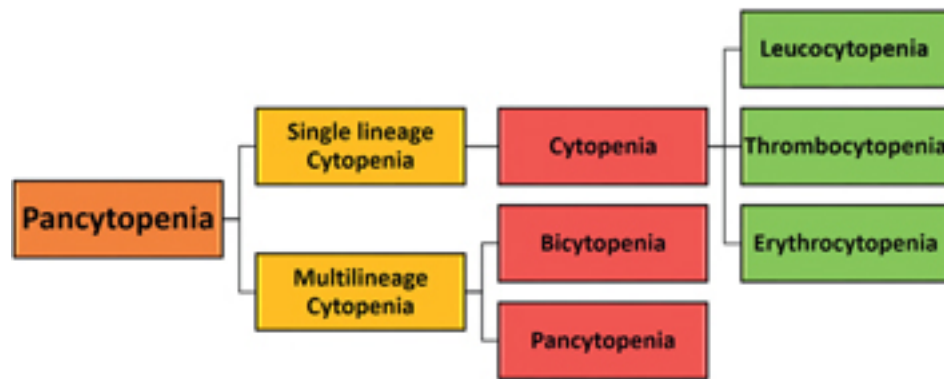 Pancytopenia
Single lineage
Cytopenia
Multilineage
Cytopenia
Cytopenia
Bicytopenia
Pancytopenia
Leucocytopenia
Thrombocytopenia
Erythrocytopenia